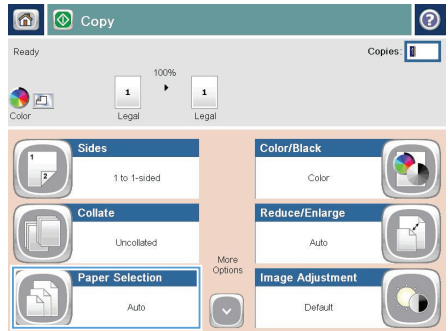 Copy
Ready
Copies:
100%
1
1
Color
Legal
Legal
Sides
1
2
1 to 1-sided
Color/Black
Color
Collate
Uncollated
Reduce/Enlarge
Auto
More
Options
Paper Selection
Auto
Image Adjustment
Default